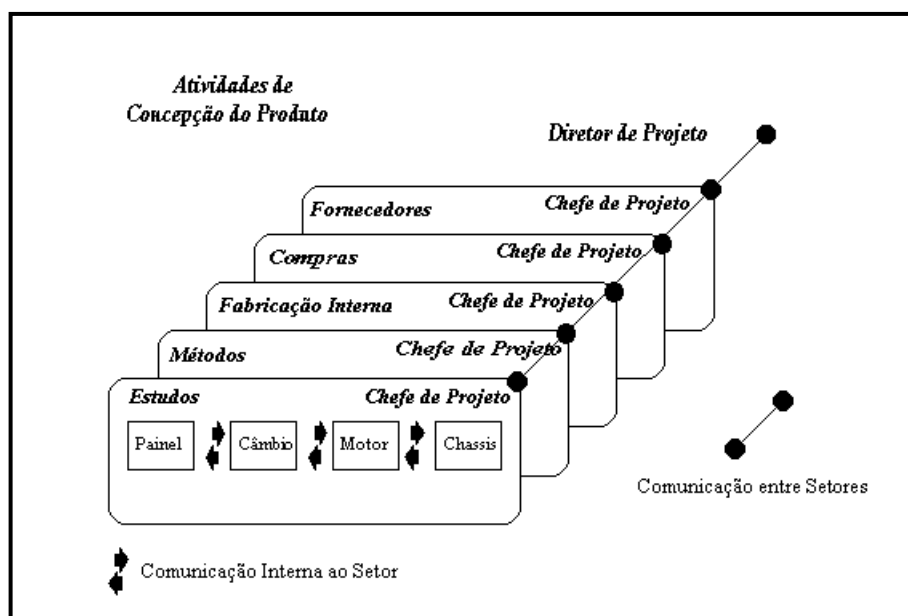 Atividades de
Concepção do Produto
Diretor de Projeto
Fornecedores Chefe de Projeto
Compras Chefe de Projeto
Fabricação Interna Chefe de Projeto
Métodos Chefe de Projeto
Estudos Chefe de Projeto
Painel Câmbio Motor Chassis
Comunicação entre Setores
Comunicação Interna ao Setor